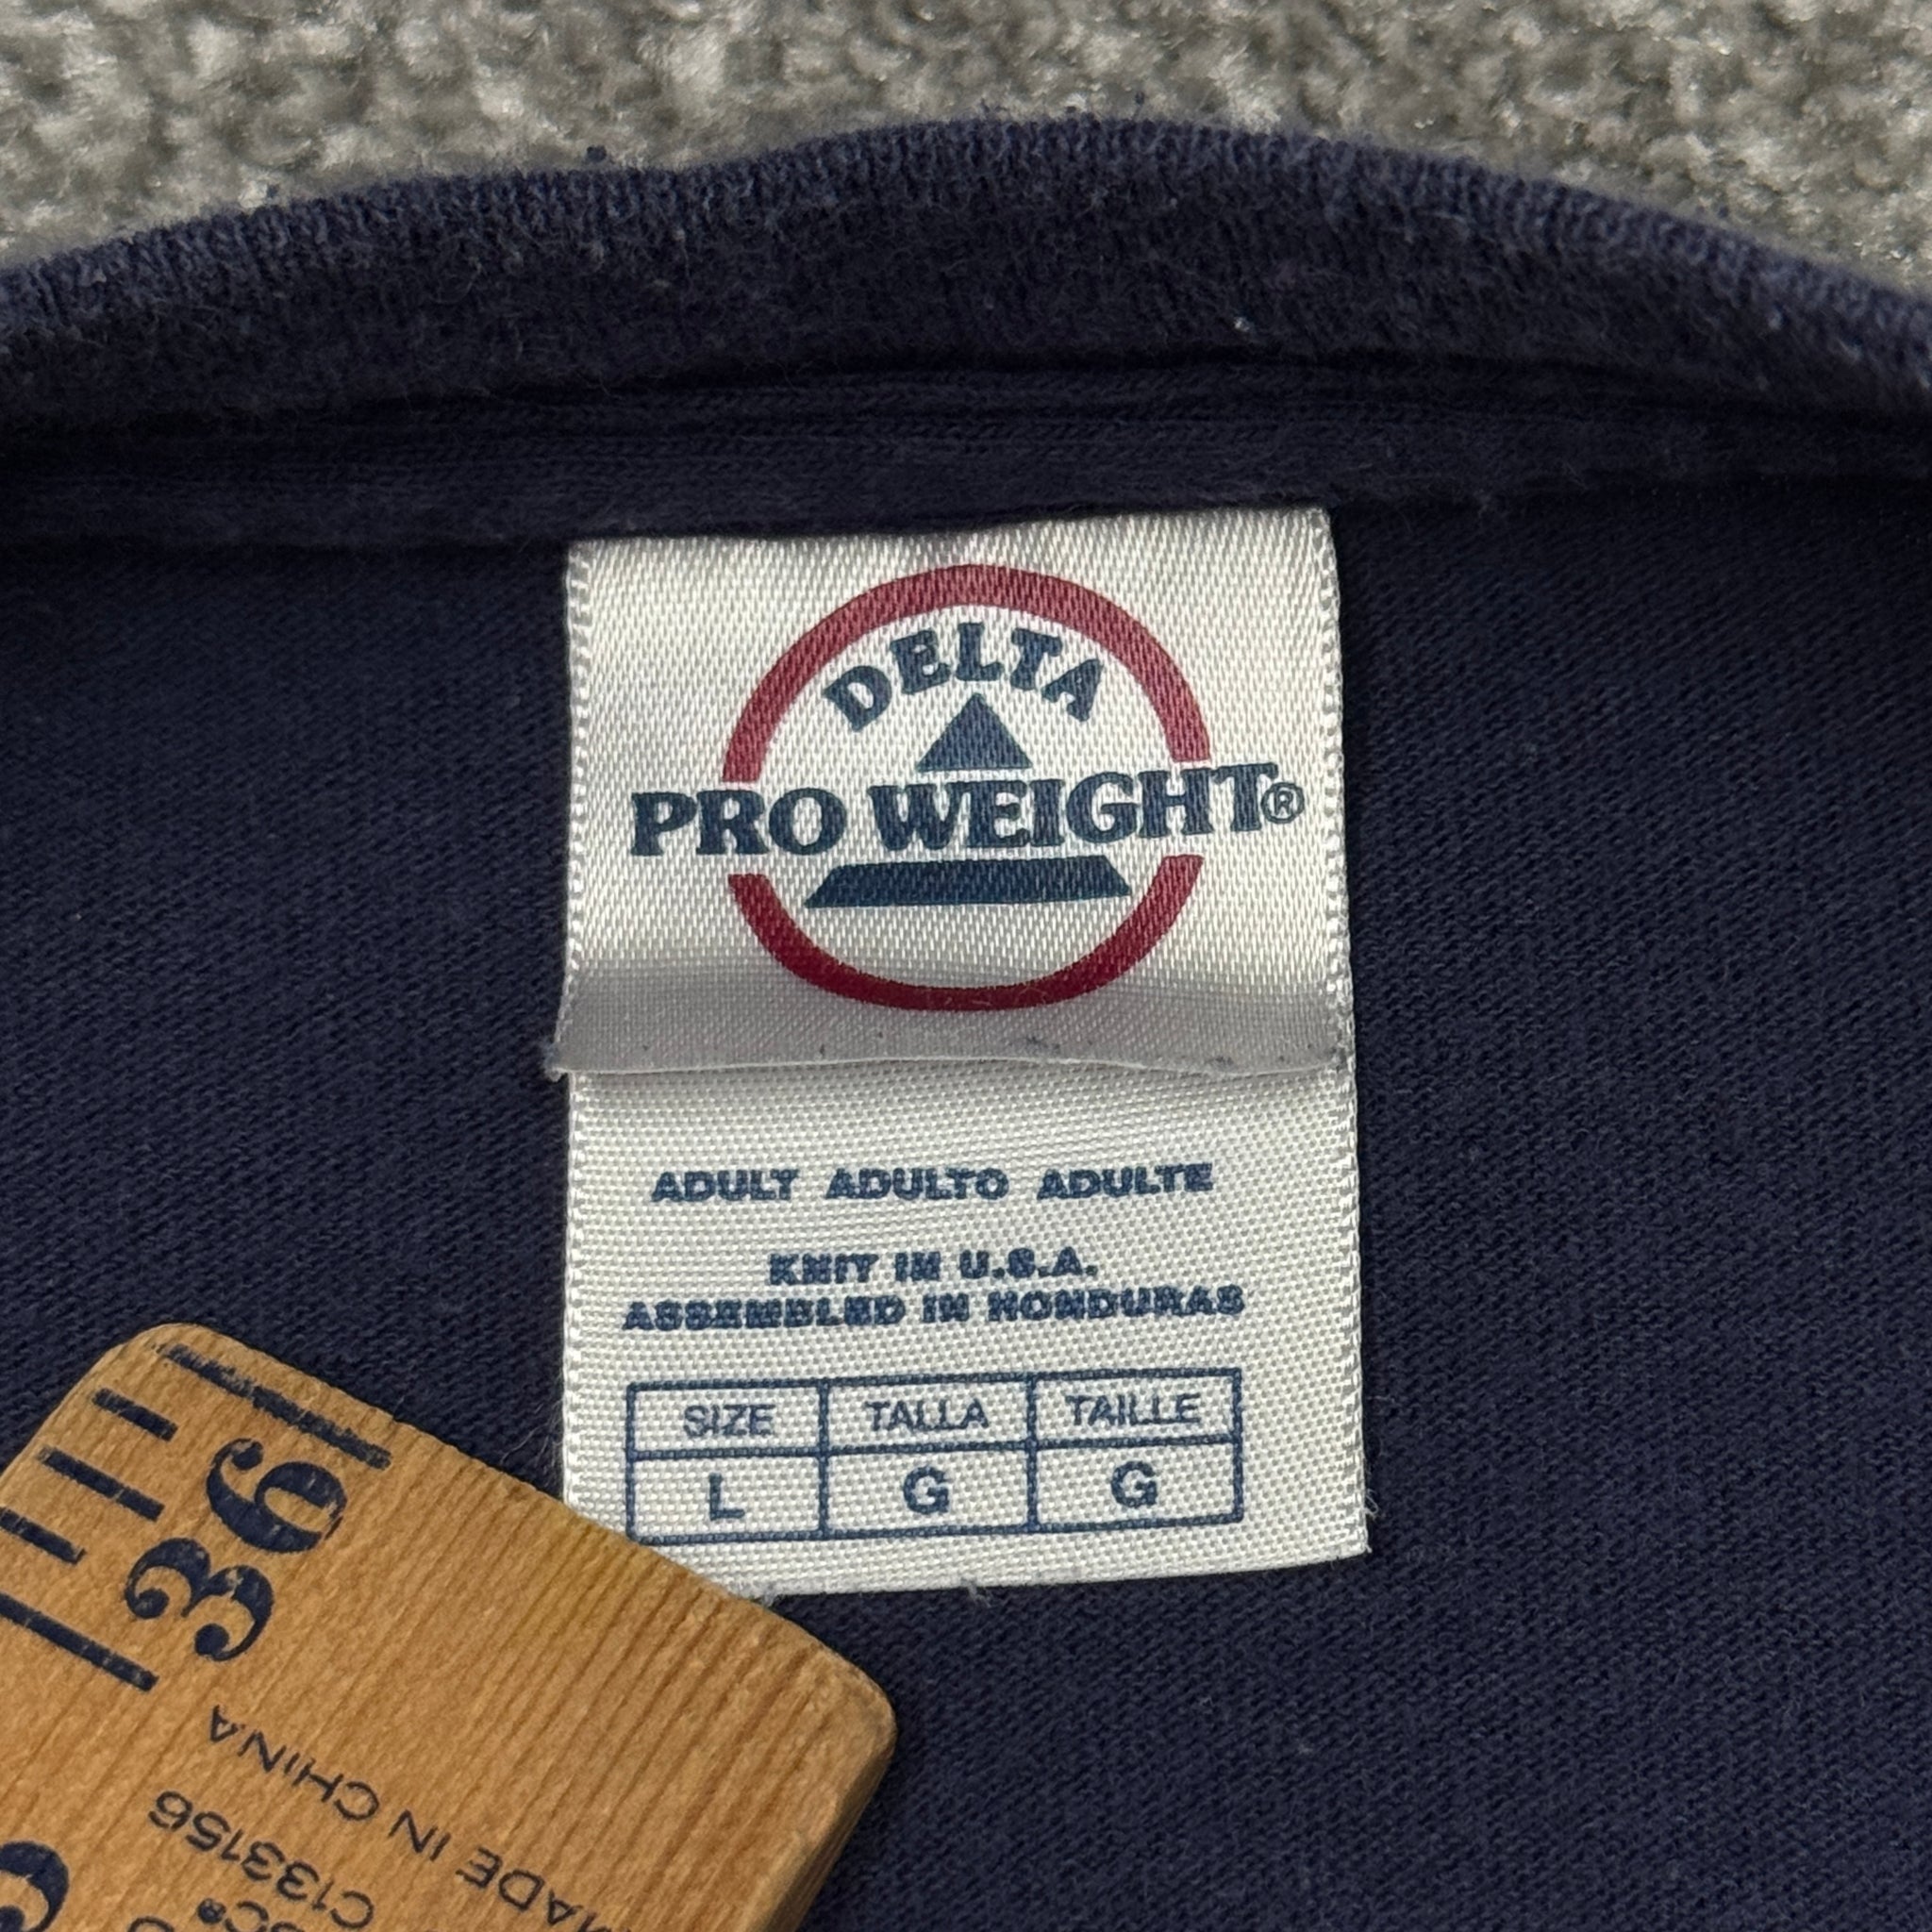 DELTA
PRO WEIGHT®
ADULT ADULTO ADULTE
KNIT IN U.S.A.
ASSEMBLED IN HONDURAS
SIZE TALLA TAILLE
L G G
36
MADE IN CHINA
C133156